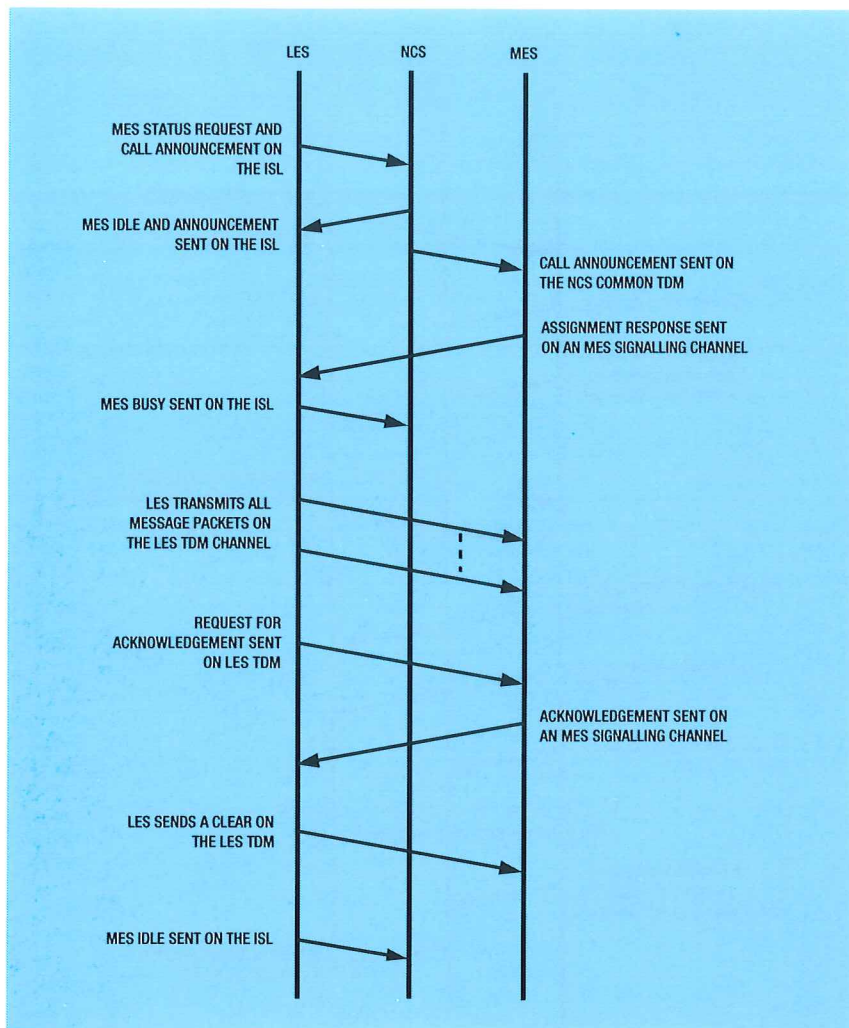 LES
NCS
MES
MES STATUS REQUEST AND
CALL ANNOUNCEMENT ON
THE ISL
MES IDLE AND ANNOUNCEMENT
SENT ON THE ISL
CALL ANNOUNCEMENT SENT ON
THE NCS COMMON TDM
ASSIGNMENT RESPONSE SENT
ON AN MES SIGNALLING CHANNEL
MES BUSY SENT ON THE ISL
LES TRANSMITS ALL
MESSAGE PACKETS ON
THE LES TDM CHANNEL
REQUEST FOR
ACKNOWLEDGEMENT SENT
ON LES TDM
ACKNOWLEDGEMENT SENT ON
AN MES SIGNALLING CHANNEL
LES SENDS A CLEAR ON
THE LES TDM
MES IDLE SENT ON THE ISL